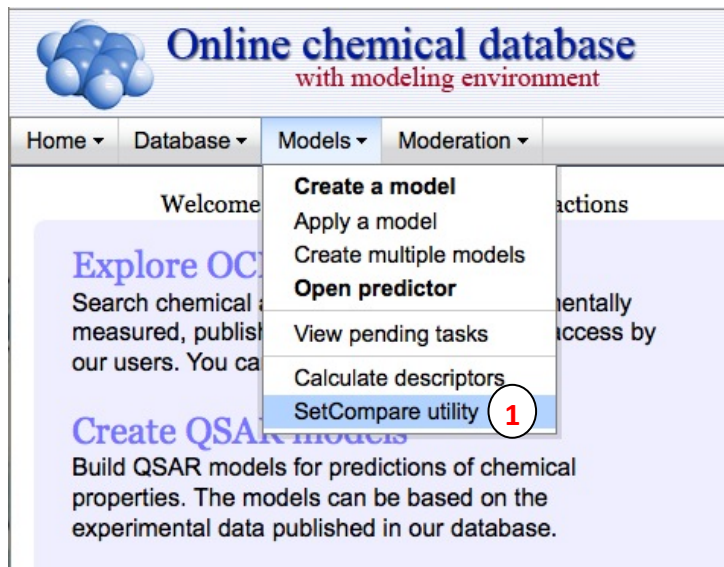 Online chemical database
with modeling environment
Home Database Models Moderation
Welcome
actions
Create a model
Apply a model
Create multiple models
Open predictor
View pending tasks
Calculate descriptors
SetCompare utility 1
Explore OC
Search chemical
mentally
measured, publish
access by
our users. You ca
Create QSAR models
Build QSAR models for predictions of chemical
properties. The models can be based on the
experimental data published in our database.